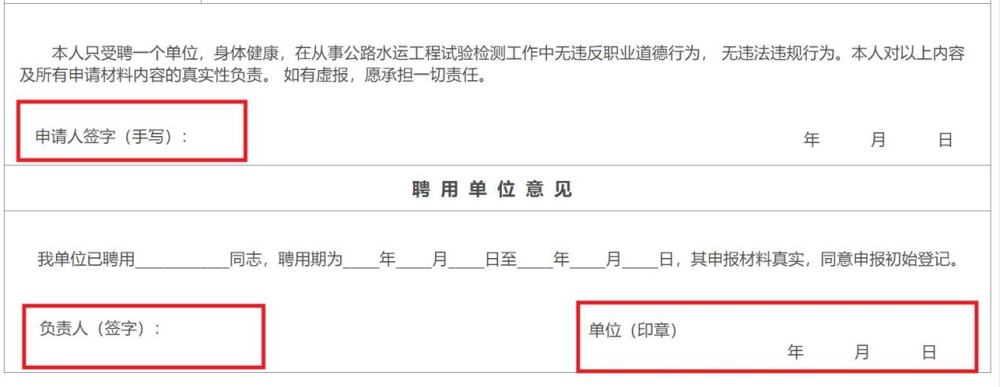 本人只受聘一个单位，身体健康，在从事公路水运工程试验检测工作中无违反职业道德行为， 无违法违规行为。本人对以上内容
及所有申请材料内容的真实性负责。 如有虚报，愿承担一切责任。
申请人签字（手写）： 年 月 日
聘 用 单 位 意 见
我单位已聘用____________同志，聘用期为_____年_____月_____日至_____年_____月_____日，其申报材料真实，同意申报初始登记。
负责人（签字）： 单位（印章）
年 月 日